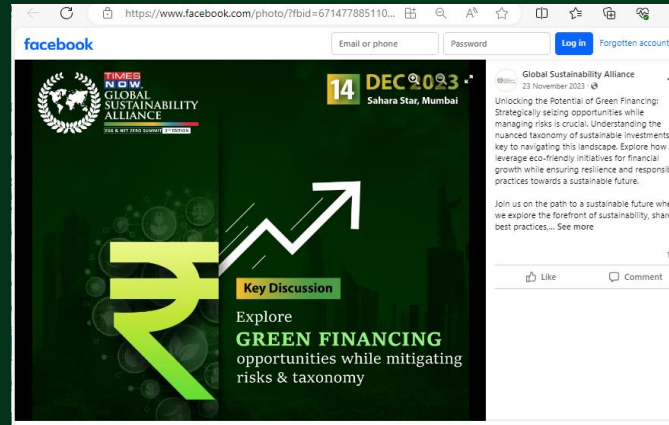 https://www.facebook.com/photo/?fbid=671477885110...
facebook
Email or phone
Password
Log in
Forgotten account
TIMES
NOW
GLOBAL
SUSTAINABILITY
ALLIANCE
ESG & NET ZERO SUMMIT
14 DEC 2023
Sahara Star, Mumbai
Key Discussion
Explore
GREEN FINANCING
opportunities while mitigating
risks & taxonomy
Global Sustainability Alliance
23 November 2023
Unlocking the Potential of Green Financing:
Strategically seizing opportunities while
managing risks is crucial. Understanding the
nuanced taxonomy of sustainable investments
key to navigating this landscape. Explore how
leverage eco-friendly initiatives for financial
growth while ensuring resilience and responsib
practices towards a sustainable future.
Join us on the path to a sustainable future whe
we explore the forefront of sustainability, shar
best practices,... See more
Like
Comment